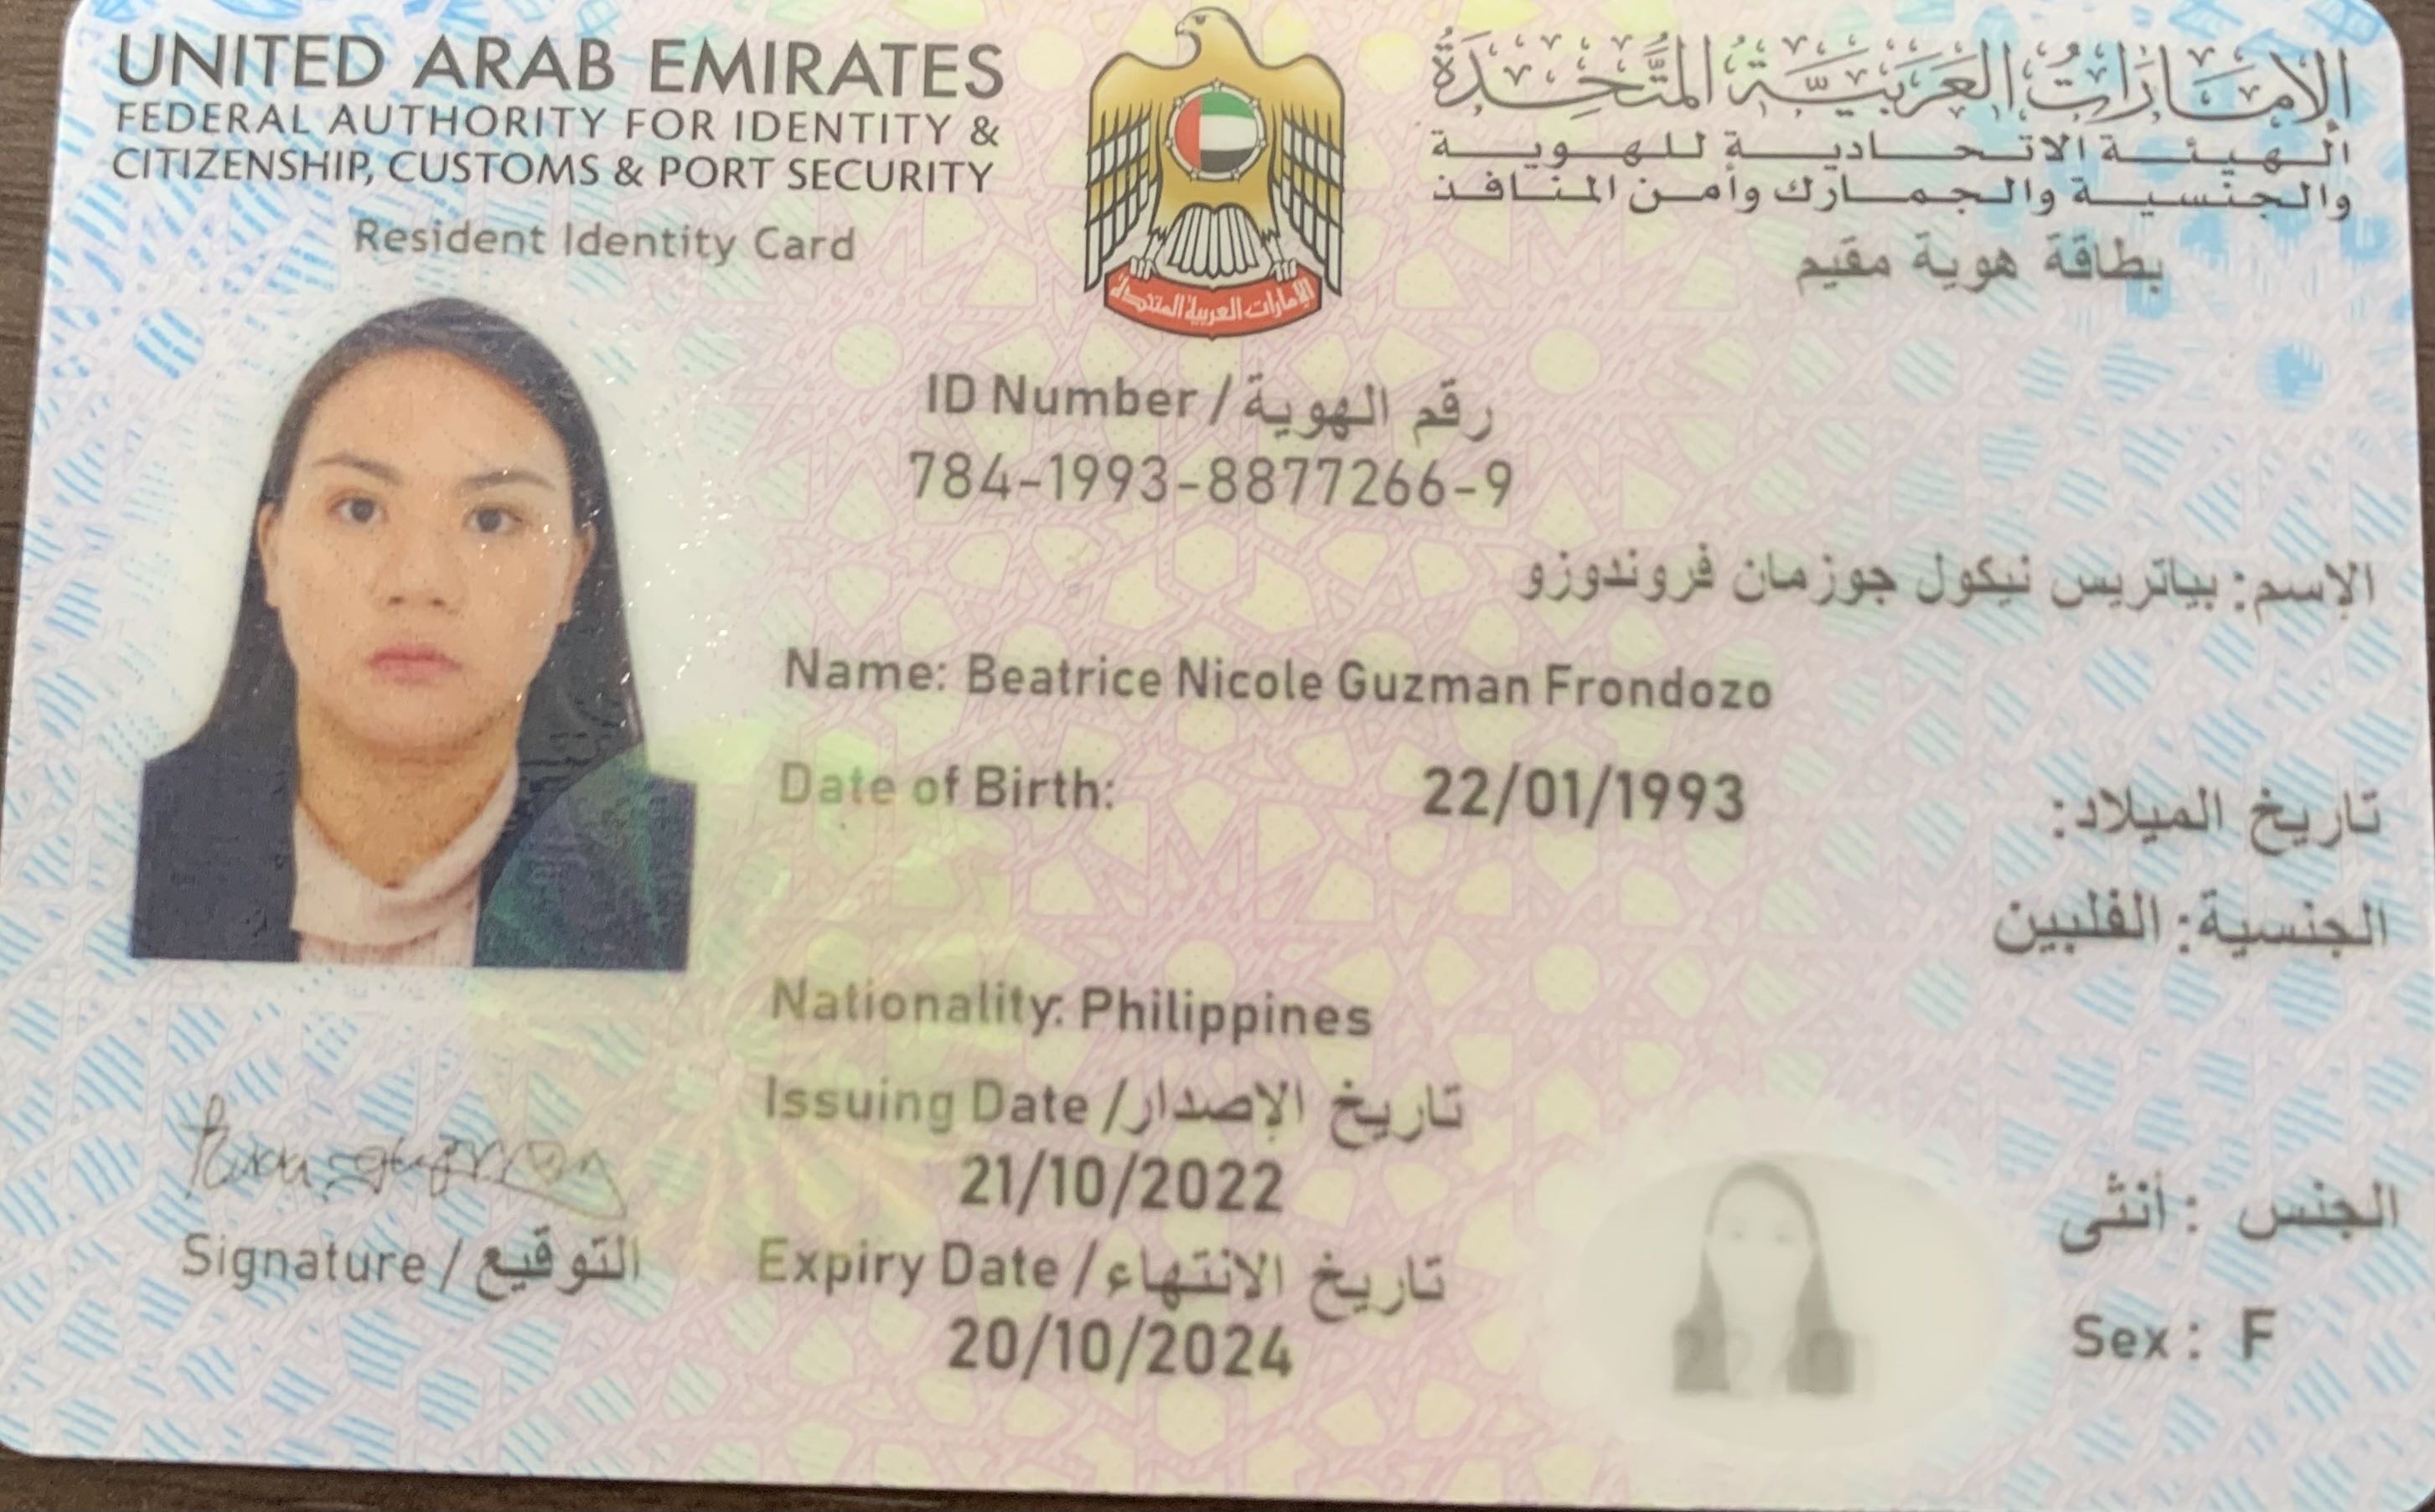 UNITED ARAB EMIRATES
FEDERAL AUTHORITY FOR IDENTITY &
CITIZENSHIP, CUSTOMS & PORT SECURITY
Resident Identity Card
الإمارات العربية المتحدة
الهيئة الاتحادية للهوية
والجنسية والجمارك وأمن المنافذ
بطاقة هوية مقيم
الإمارات العربية المتحدة
ID Number / رقم الهوية
784-1993-8877266-9
الإسم: بياتريس نيكول جوزمان فروندوزو
Name: Beatrice Nicole Guzman Frondozo
Date of Birth: 22/01/1993 تاريخ الميلاد:
الجنسية: الفلبين
Nationality: Philippines
Issuing Date / تاريخ الإصدار
21/10/2022
Expiry Date / تاريخ الانتهاء
20/10/2024
الجنس : أنثى
Sex : F
Signature / التوقيع